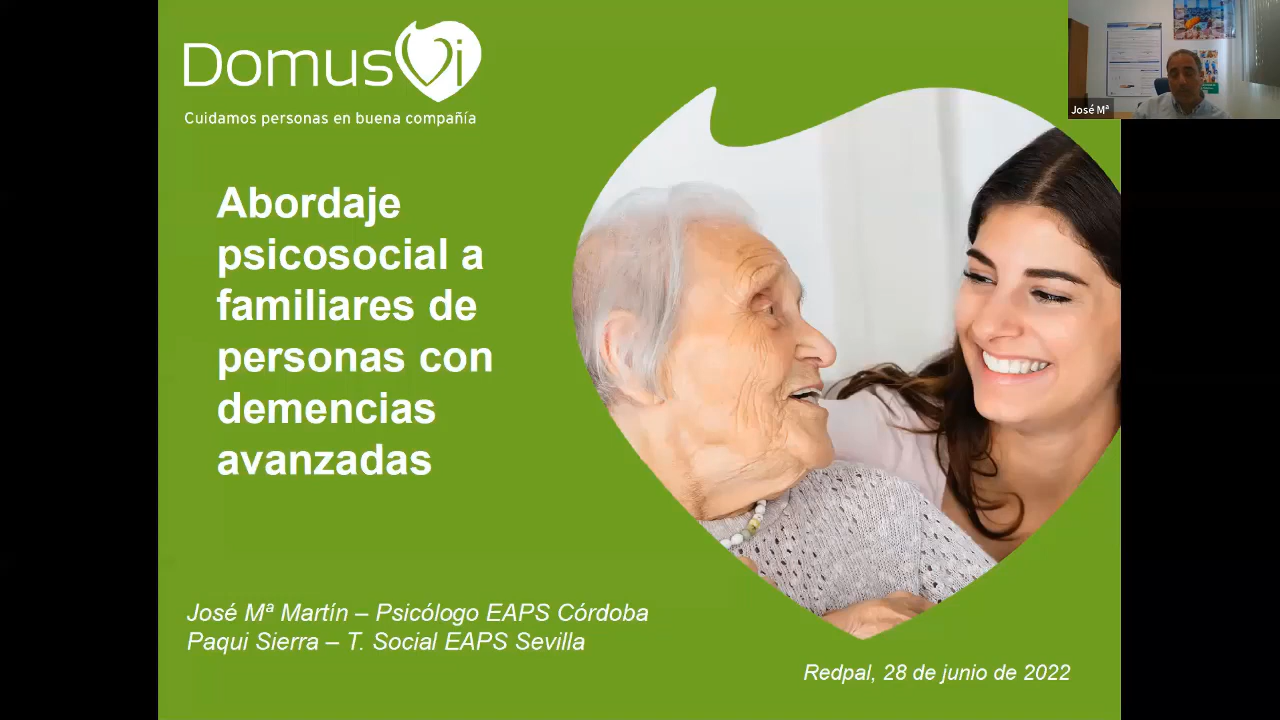 DomusVi
Cuidamos personas en buena compañía
José Mª
Abordaje
psicosocial a
familiares de
personas con
demencias
avanzadas
José Mª Martín – Psicólogo EAPS Córdoba
Paqui Sierra – T. Social EAPS Sevilla
Redpal, 28 de junio de 2022